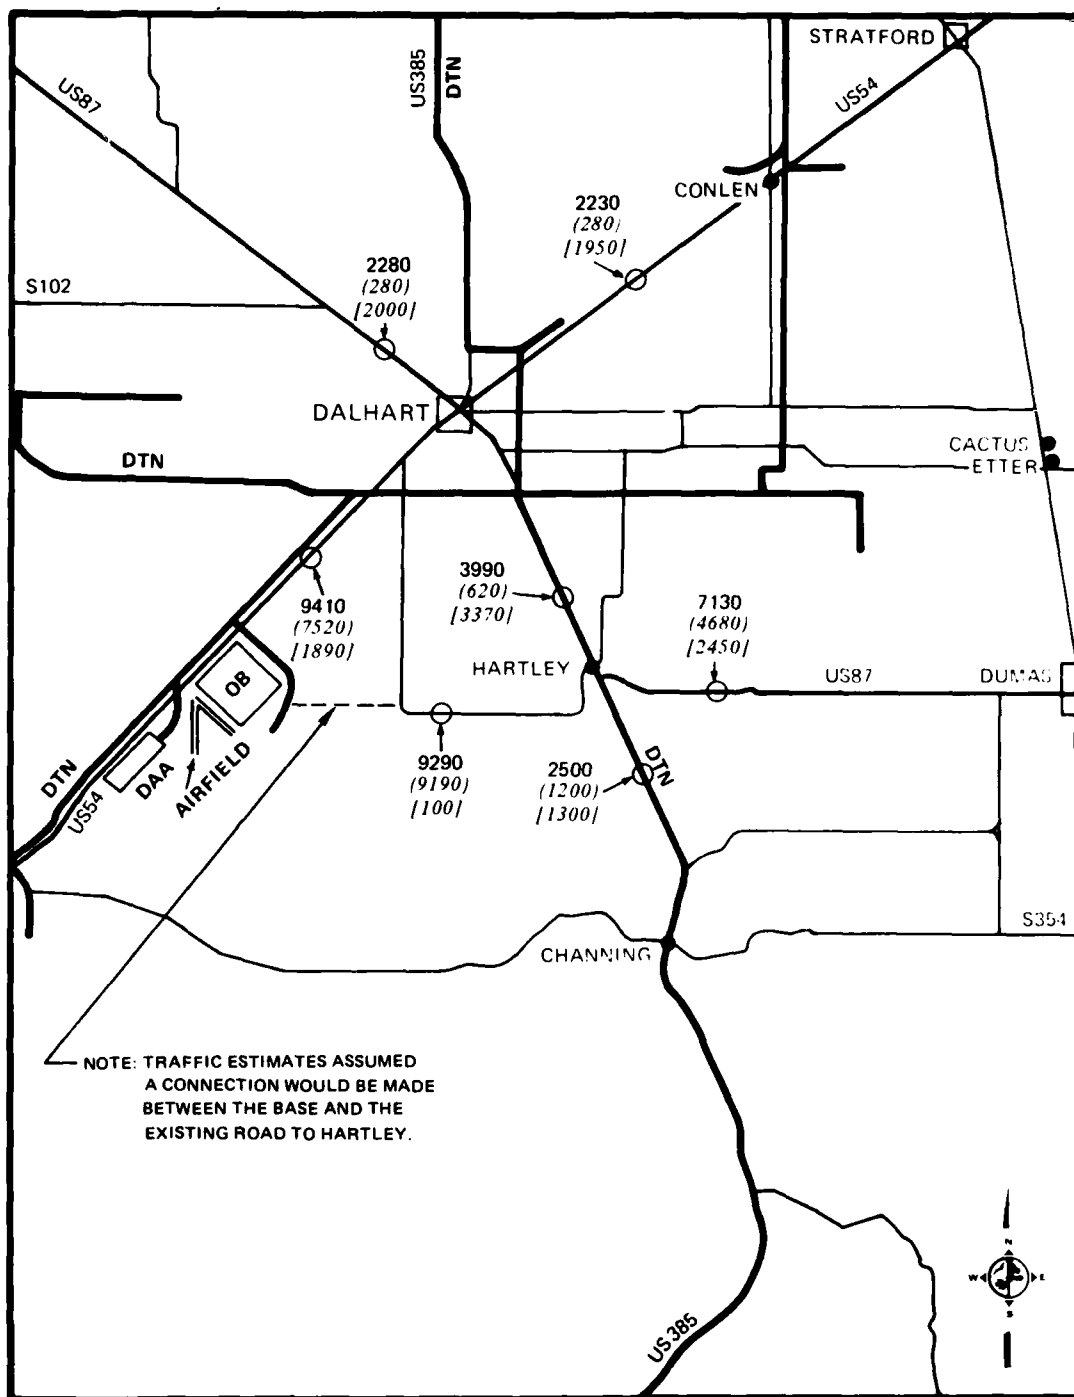 STRATFORD
US385
DTN
US87
US54
CONLEN
2230
(280)
[1950]
2280
(280)
[2000]
S102
DALHART
CACTUS
ETTER
DTN
3990
(620)
[3370]
7130
(4680)
[2450]
9410
(7520)
[1890]
HARTLEY
US87
DUMAS
OB
DTN
US54
DAA
AIRFIELD
9290
(9190)
[100]
DTN
2500
(1200)
[1300]
S354
CHANNING
NOTE: TRAFFIC ESTIMATES ASSUMED
A CONNECTION WOULD BE MADE
BETWEEN THE BASE AND THE
EXISTING ROAD TO HARTLEY.
N
W
E
S
US385